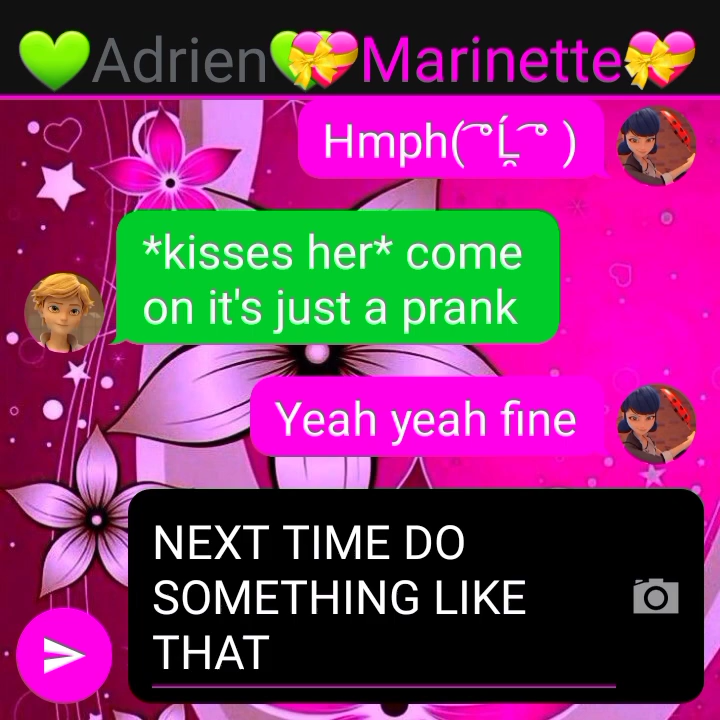 💚Adrien💚💝Marinette💝
Hmph( ͡° Ĺ̯ ͡° )
*kisses her* come
on it's just a prank
Yeah yeah fine
NEXT TIME DO
SOMETHING LIKE
THAT